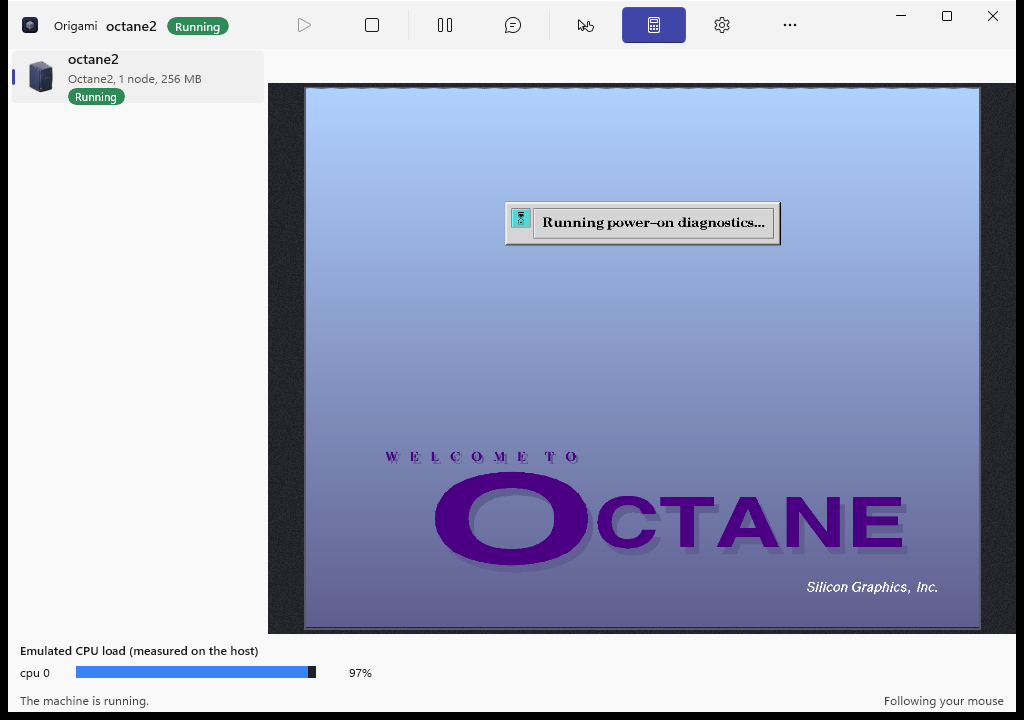 Origami octane2 Running
octane2
Octane2, 1 node, 256 MB
Running
Running power-on diagnostics...
WELCOME TO
OCTANE
Silicon Graphics, Inc.
Emulated CPU load (measured on the host)
cpu 0 97%
The machine is running. Following your mouse